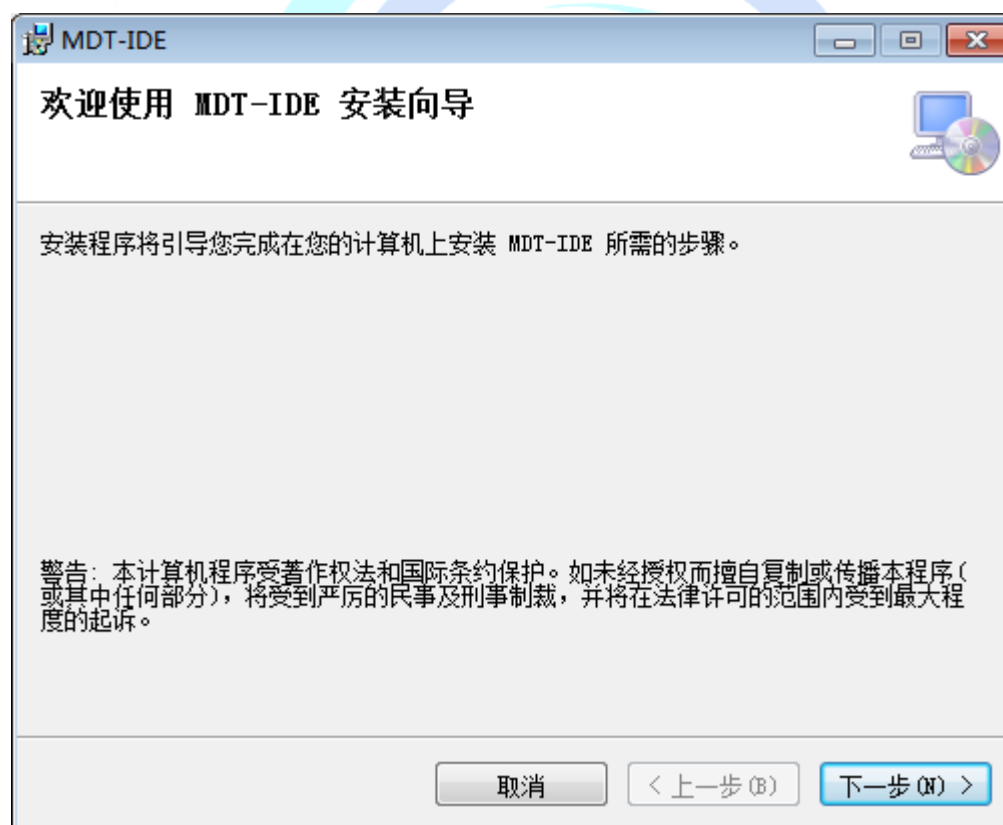 MDT-IDE
欢迎使用 MDT-IDE 安装向导
安装程序将引导您完成在您的计算机上安装 MDT-IDE 所需的步骤。
警告: 本计算机程序受著作权法和国际条约保护。如未经授权而擅自复制或传播本程序(
或其中任何部分)，将受到严厉的民事及刑事制裁，并将在法律许可的范围内受到最大程
度的起诉。
取消
< 上一步(B)
下一步(N) >